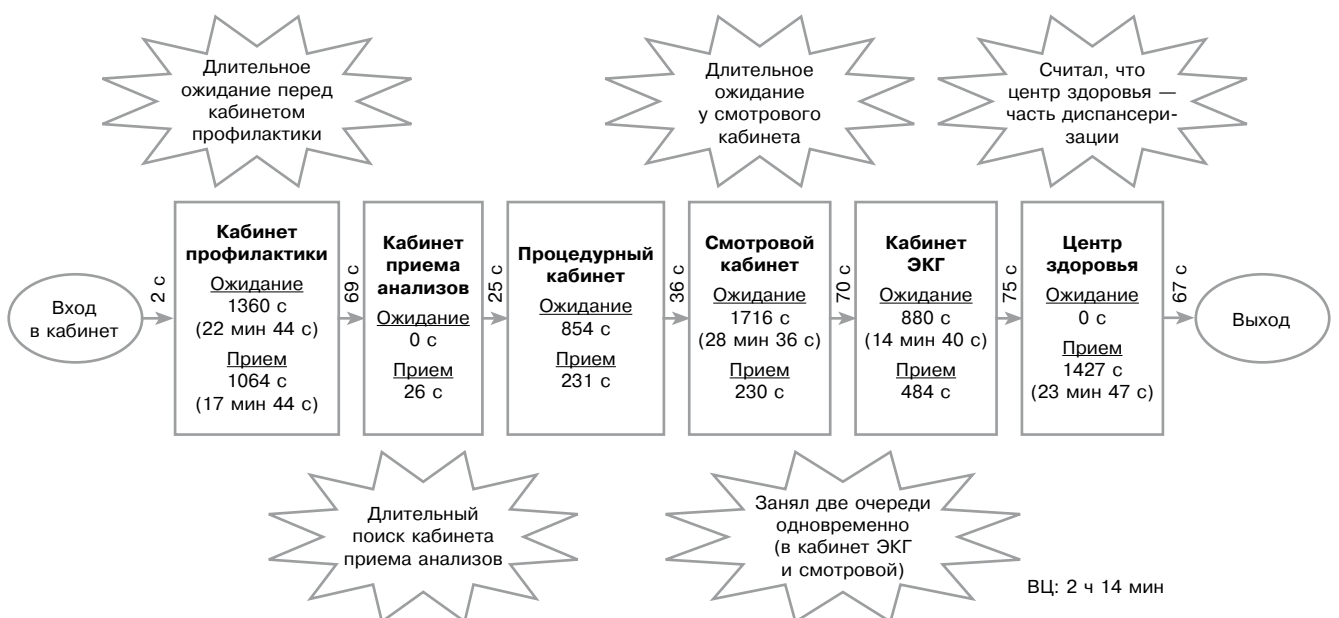 Длительное
ожидание перед
кабинетом
профилактики
Длительное
ожидание
у смотрового
кабинета
Считал, что
центр здоровья —
часть диспансери-
зации
Вход
в кабинет
2 с
Кабинет
профилактики
Ожидание
1360 с
(22 мин 44 с)
Прием
1064 с
(17 мин 44 с)
69 с
Кабинет
приема
анализов
Ожидание
0 с
Прием
26 с
25 с
Процедурный
кабинет
Ожидание
854 с
Прием
231 с
36 с
Смотровой
кабинет
Ожидание
1716 с
(28 мин 36 с)
Прием
230 с
70 с
Кабинет
ЭКГ
Ожидание
880 с
(14 мин 40 с)
Прием
484 с
75 с
Центр
здоровья
Ожидание
0 с
Прием
1427 с
(23 мин 47 с)
67 с
Выход
Длительный
поиск кабинета
приема анализов
Занял две очереди
одновременно
(в кабинет ЭКГ
и смотровой)
ВЦ: 2 ч 14 мин